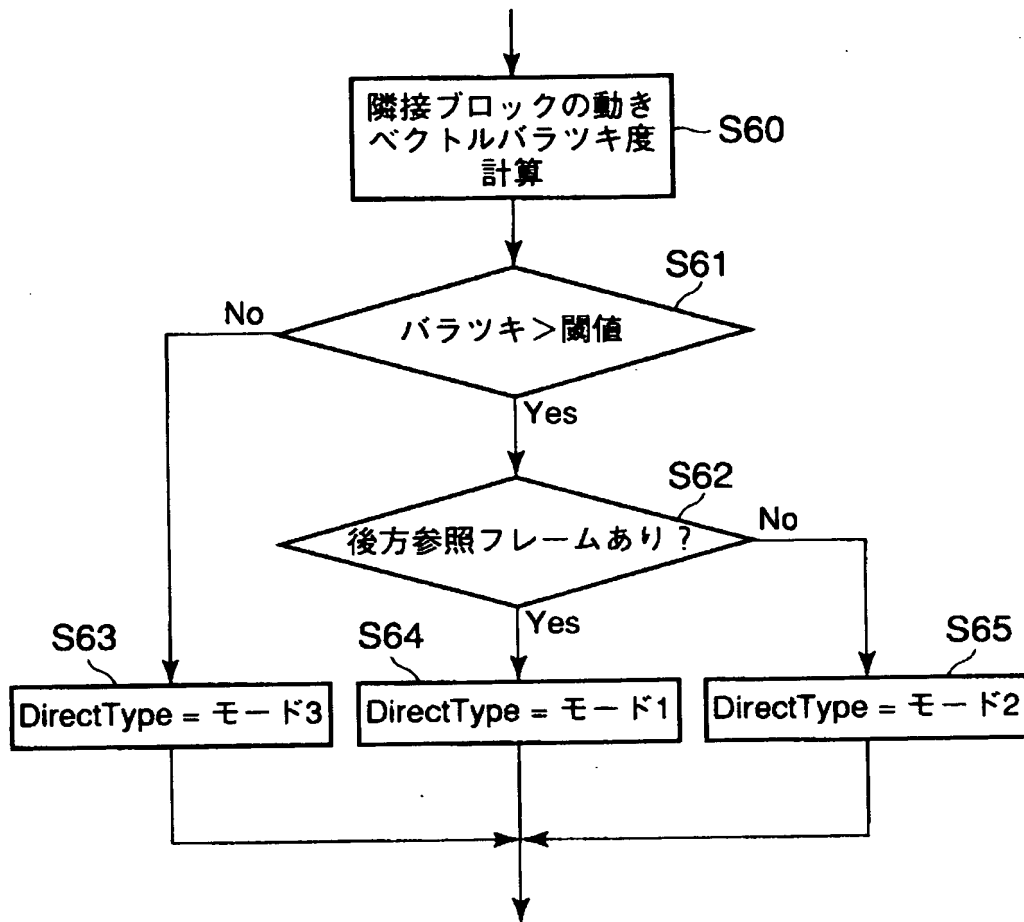 隣接ブロックの動き
ベクトルバラツキ度
計算
S60
S61
No
バラツキ＞閾値
Yes
S62
No
後方参照フレームあり？
Yes
S63
S64
S65
DirectType = モード3
DirectType = モード1
DirectType = モード2